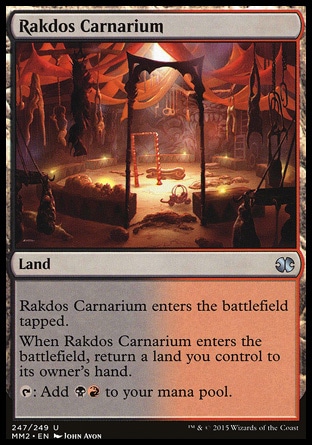 Rakdos Carnarium
Land
Rakdos Carnarium enters the battlefield
tapped.
When Rakdos Carnarium enters the
battlefield, return a land you control to
its owner's hand.
: Add to your mana pool.
247/249 U
MM2 • EN John Avon
™ & © 2015 Wizards of the Coast